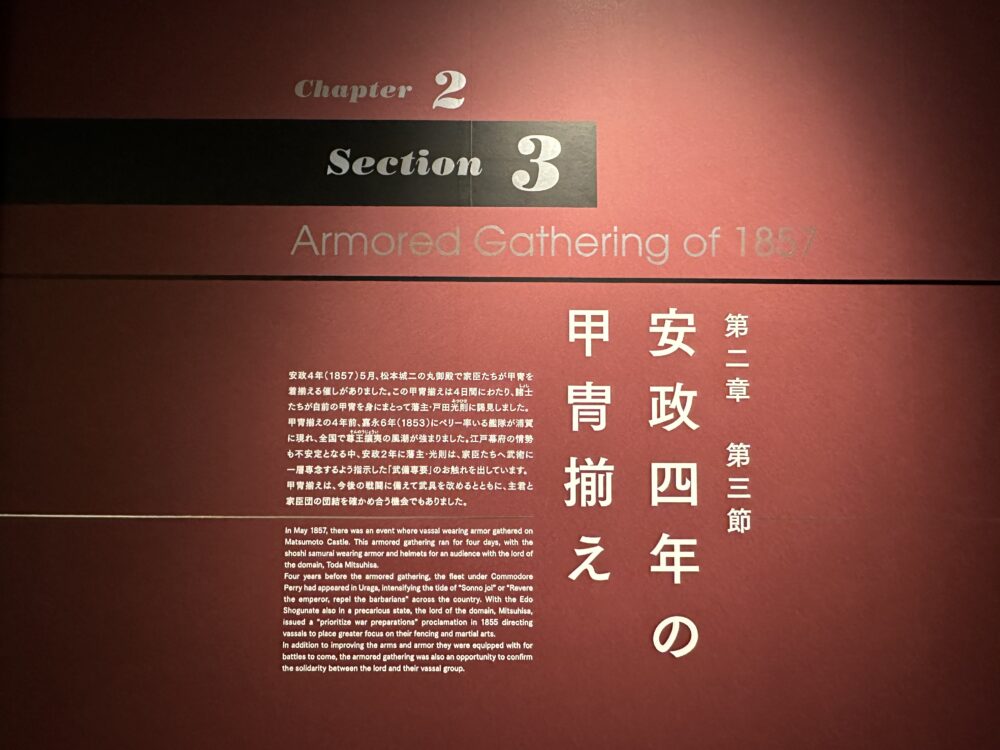 Chapter 2
Section 3
Armored Gathering of 1857
第二章 第三節
安政四年の
甲冑揃え
安政4年(1857)5月、松本城二の丸御殿で家臣たちが甲冑を
着揃える催しがありました。この甲冑揃えは4日間にわたり、諸士
たちが自前の甲冑を身にまとって藩主・戸田光則に謁見しました。
甲冑揃えの4年前、嘉永6年(1853)にペリー率いる艦隊が浦賀
に現れ、全国で尊王攘夷の風潮が強まりました。江戸幕府の情勢
も不安定となる中、安政2年に藩主・光則は、家臣たちへ武術に
一層専念するよう指示した「武備専要」のお触れを出しています。
甲冑揃えは、今後の戦闘に備えて武具を改めるとともに、主君と
家臣団の団結を確かめ合う機会でもありました。
In May 1857, there was an event where vassal wearing armor gathered on
Matsumoto Castle. This armored gathering ran for four days, with the
shoshi samurai wearing armor and helmets for an audience with the lord of
the domain, Toda Mitsuhisa.
Four years before the armored gathering, the fleet under Commodore
Perry had appeared in Uraga, intensifying the tide of "Sonno joi" or "Revere
the emperor, repel the barbarians" across the country. With the Edo
Shogunate also in a precarious state, the lord of the domain, Mitsuhisa,
issued a "prioritize war preparations" proclamation in 1855 directing
vassals to place greater focus on their fencing and martial arts.
In addition to improving the arms and armor they were equipped with for
battles to come, the armored gathering was also an opportunity to confirm
the solidarity between the lord and their vassal group.